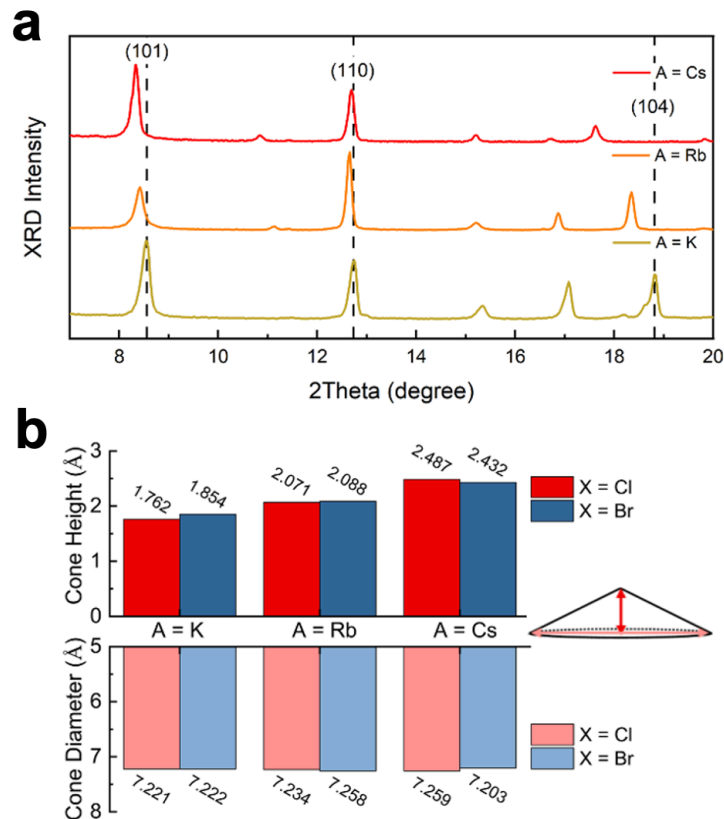 a
(101)
(110)
A = Cs
(104)
A = Rb
A = K
XRD Intensity
8 10 12 14 16 18 20
2Theta (degree)
b
Cone Height (Å)
3
2
1
0
1.762 1.854 2.071 2.088 2.487 2.432
X = Cl
X = Br
A = K A = Rb A = Cs
Cone Diameter (Å)
5
6
7
8
7.221 7.222 7.234 7.258 7.259 7.203
X = Cl
X = Br